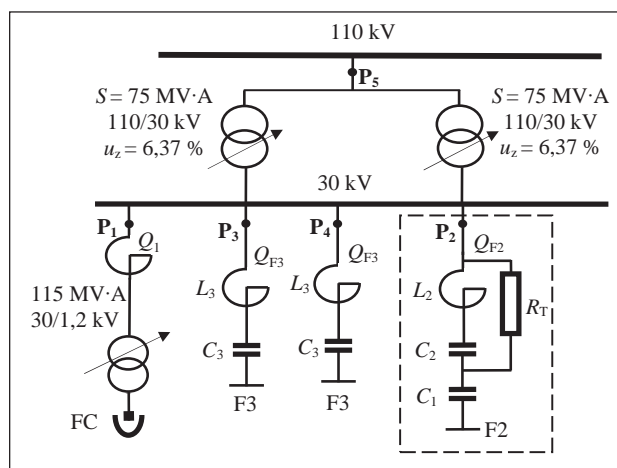 110 kV
P5
S = 75 MV·A
110/30 kV
uz = 6,37 %
S = 75 MV·A
110/30 kV
uz = 6,37 %
30 kV
P1
Q1
115 MV·A
30/1,2 kV
FC
P3
QF3
L3
C3
F3
P4
QF3
L3
C3
F3
P2
QF2
L2
RT
C2
C1
F2